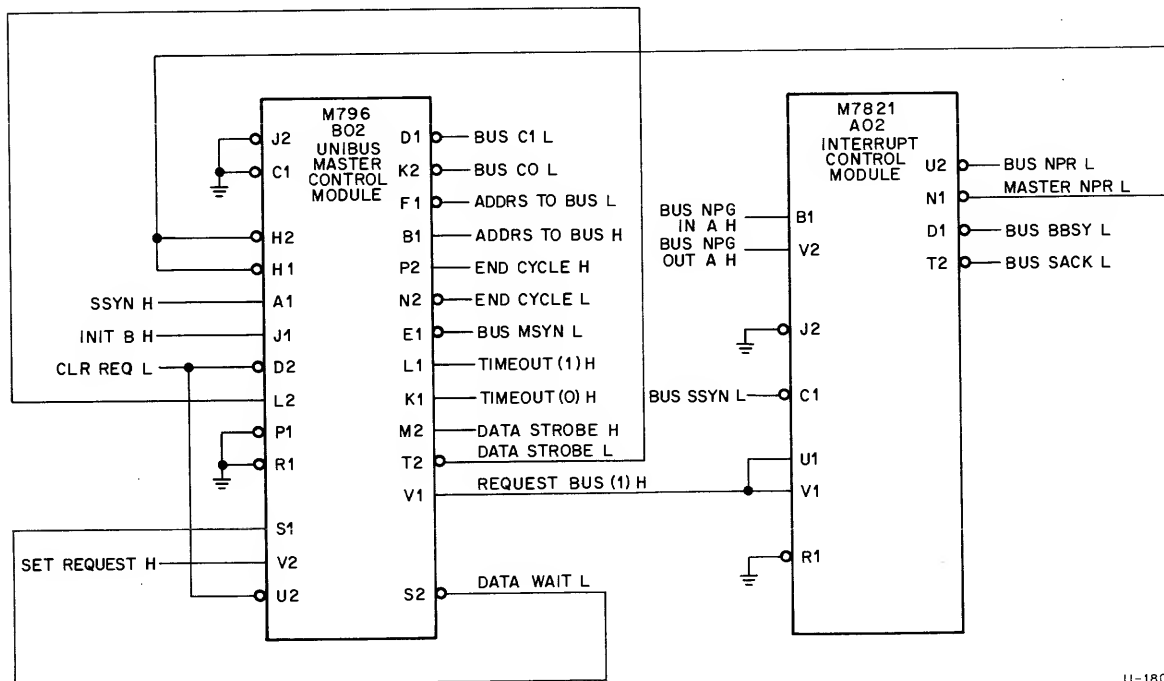 M796
B02
UNIBUS
MASTER
CONTROL
MODULE
J2
C1
H2
H1
SSYN H
A1
INIT B H
J1
CLR REQ L
D2
L2
P1
R1
S1
SET REQUEST H
V2
U2
D1
BUS C1 L
K2
BUS C0 L
F1
ADDRS TO BUS L
B1
ADDRS TO BUS H
P2
END CYCLE H
N2
END CYCLE L
E1
BUS MSYN L
L1
TIMEOUT (1) H
K1
TIMEOUT (0) H
M2
DATA STROBE H
T2
DATA STROBE L
V1
REQUEST BUS (1) H
S2
DATA WAIT L
M7821
A02
INTERRUPT
CONTROL
MODULE
BUS NPG
IN A H
B1
BUS NPG
OUT A H
V2
J2
BUS SSYN L
C1
U1
V1
R1
U2
BUS NPR L
N1
MASTER NPR L
D1
BUS BBSY L
T2
BUS SACK L